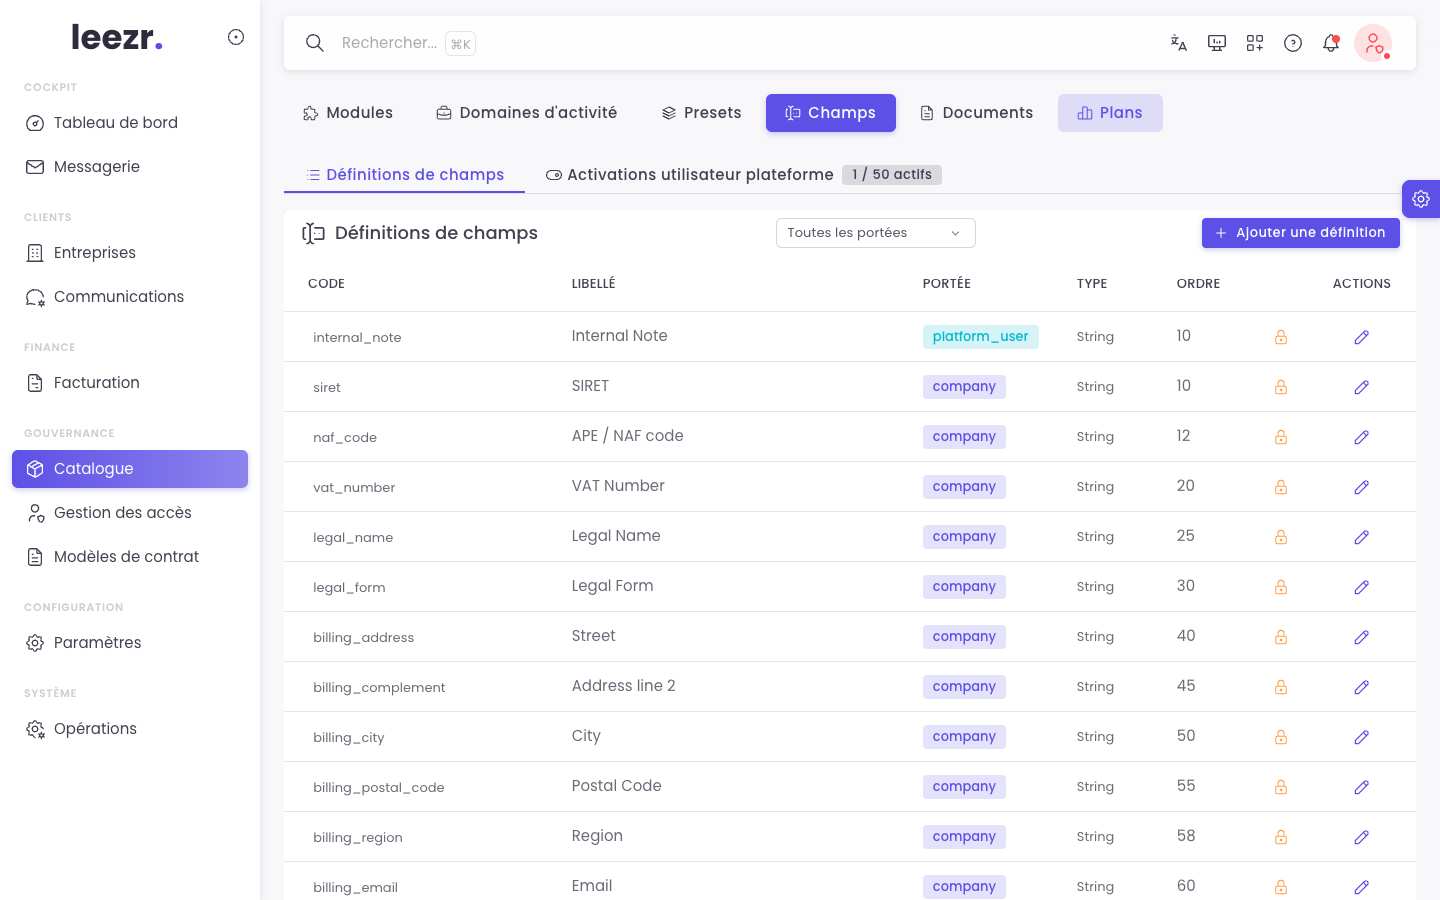 leezr.
COCKPIT
Tableau de bord
Messagerie
CLIENTS
Entreprises
Communications
FINANCE
Facturation
GOUVERNANCE
Catalogue
Gestion des accès
Modèles de contrat
CONFIGURATION
Paramètres
SYSTÈME
Opérations
Rechercher... ⌘K
Modules Domaines d'activité Presets Champs Documents Plans
Définitions de champs Activations utilisateur plateforme 1 / 50 actifs
Définitions de champs Toutes les portées Ajouter une définition
CODE LIBELLÉ PORTÉE TYPE ORDRE ACTIONS
internal_note Internal Note platform_user String 10
siret SIRET company String 10
naf_code APE / NAF code company String 12
vat_number VAT Number company String 20
legal_name Legal Name company String 25
legal_form Legal Form company String 30
billing_address Street company String 40
billing_complement Address line 2 company String 45
billing_city City company String 50
billing_postal_code Postal Code company String 55
billing_region Region company String 58
billing_email Email company String 60